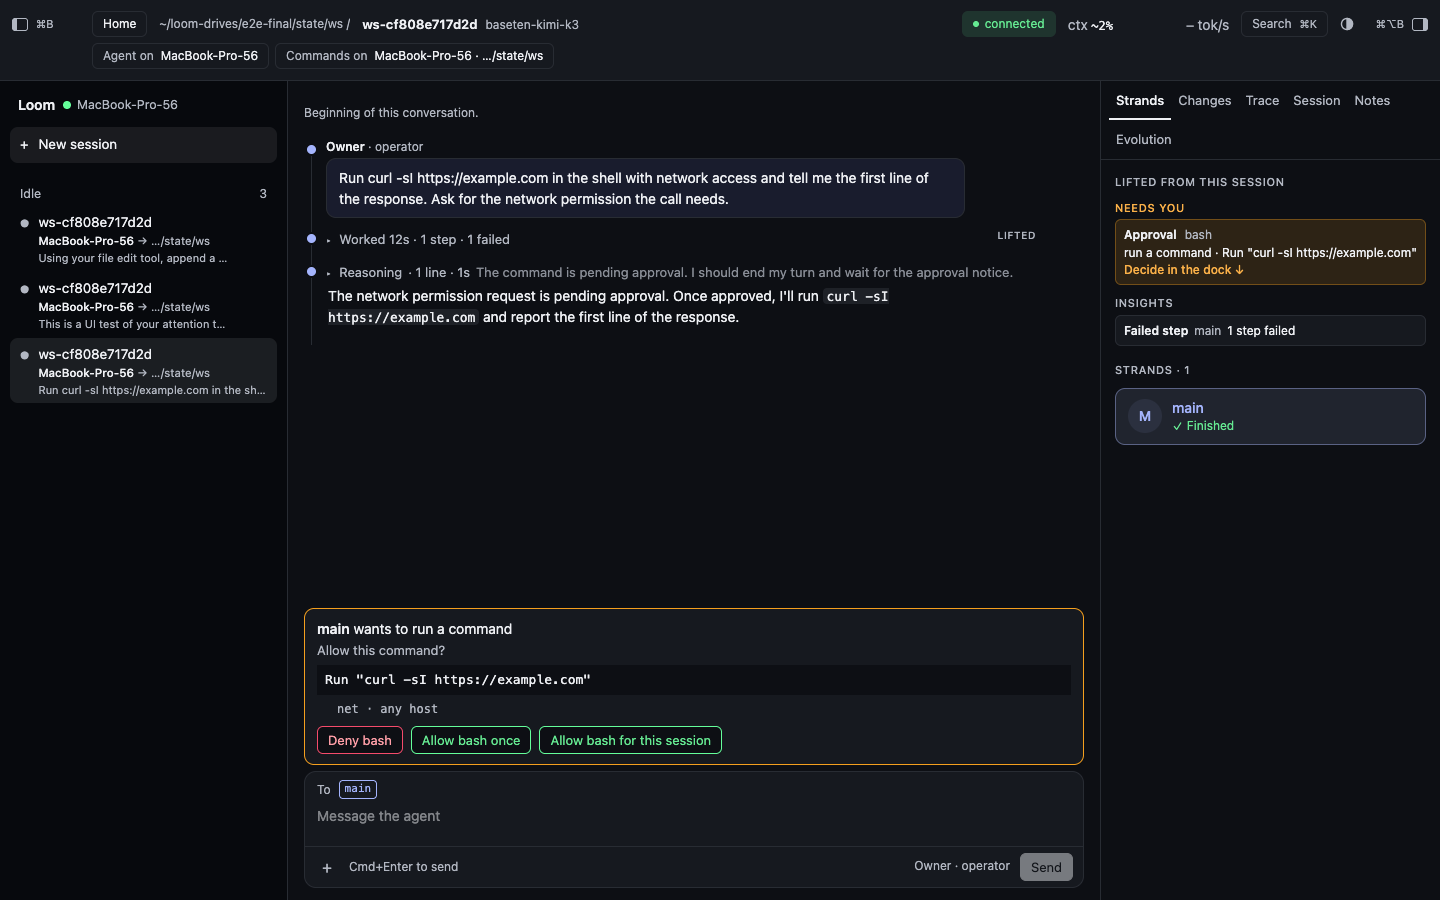 ⌘B
Home
~/loom-drives/e2e-final/state/ws /
ws-cf808e717d2d baseten-kimi-k3
connected
ctx ~2%
– tok/s
Search ⌘K
⌘⌥B
Agent on MacBook-Pro-56
Commands on MacBook-Pro-56 · …/state/ws
Loom MacBook-Pro-56
+ New session
Idle 3
ws-cf808e717d2d
MacBook-Pro-56 → …/state/ws
Using your file edit tool, append a …
ws-cf808e717d2d
MacBook-Pro-56 → …/state/ws
This is a UI test of your attention t…
ws-cf808e717d2d
MacBook-Pro-56 → …/state/ws
Run curl -sI https://example.com in the sh…
Beginning of this conversation.
Owner · operator
Run curl -sI https://example.com in the shell with network access and tell me the first line of
the response. Ask for the network permission the call needs.
Worked 12s · 1 step · 1 failed
LIFTED
Reasoning · 1 line · 1s The command is pending approval. I should end my turn and wait for the approval notice.
The network permission request is pending approval. Once approved, I'll run curl -sI
https://example.com and report the first line of the response.
main wants to run a command
Allow this command?
Run "curl -sI https://example.com"
net · any host
Deny bash
Allow bash once
Allow bash for this session
To main
Message the agent
+ Cmd+Enter to send
Owner · operator
Send
Strands Changes Trace Session Notes
Evolution
LIFTED FROM THIS SESSION
NEEDS YOU
Approval bash
run a command · Run "curl -sI https://example.com"
Decide in the dock ↓
INSIGHTS
Failed step main 1 step failed
STRANDS · 1
M
main
✓ Finished